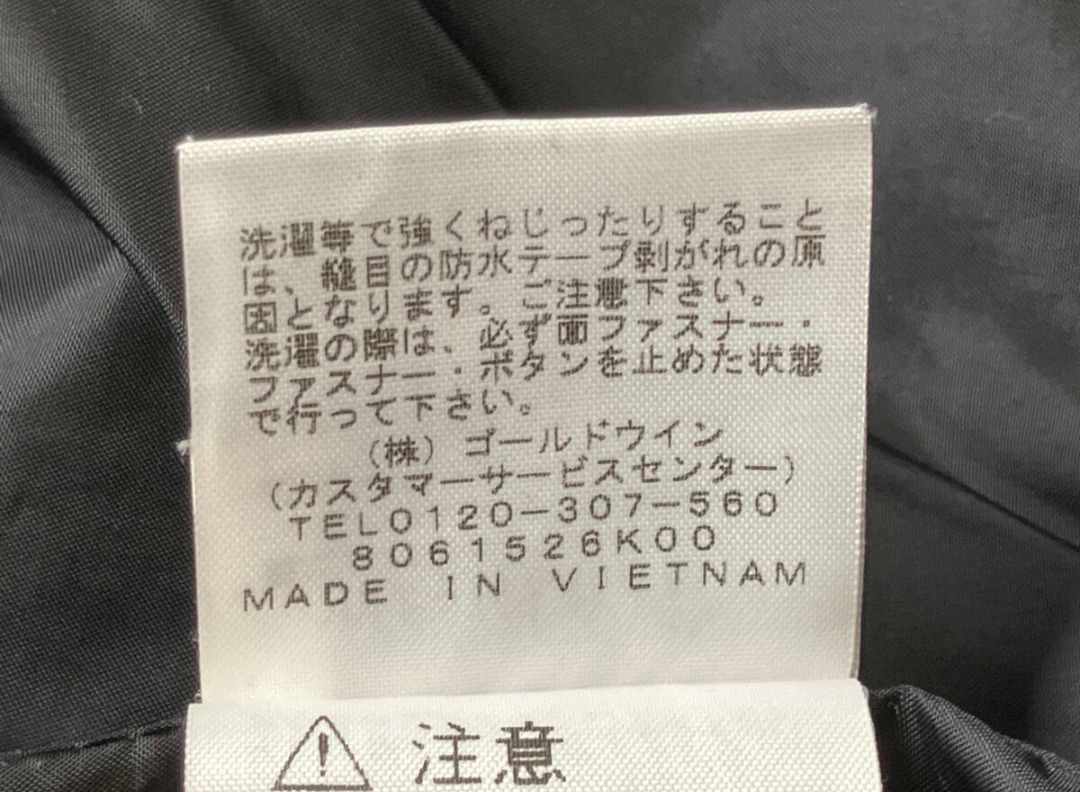 洗濯等で強くねじったりすること
は、縫目の防水テープ剥がれの原
因となります。ご注意下さい。
洗濯の際は、必ず面ファスナー・
ファスナー・ボタンを止めた状態
で行って下さい。
(株)ゴールドウイン
(カスタマーサービスセンター)
TEL0120-307-560
8061526K00
MADE IN VIETNAM
注意